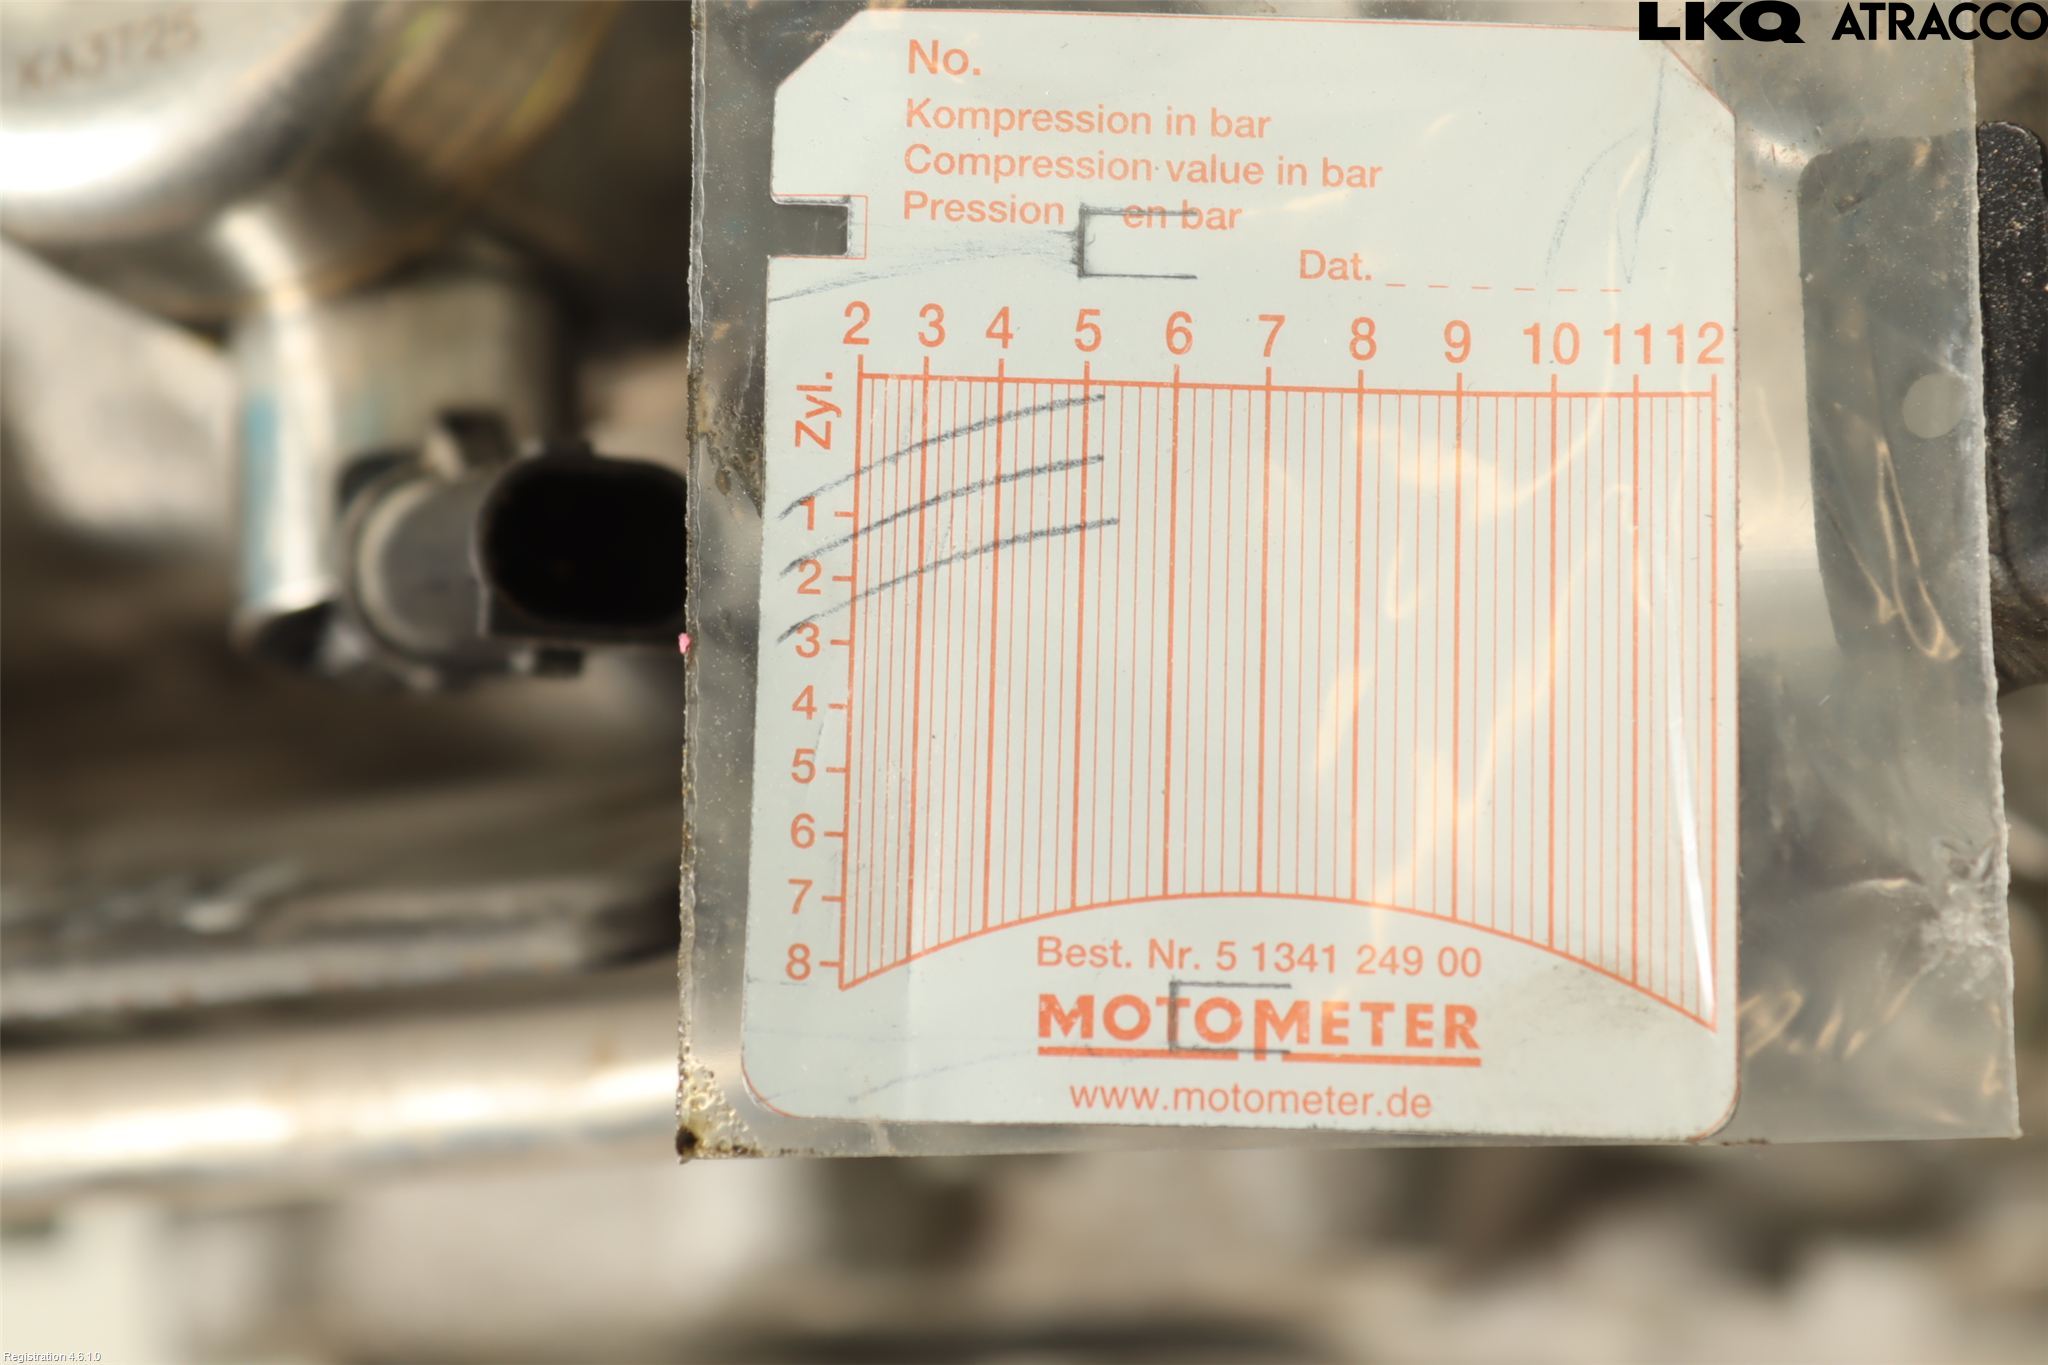 LKQ ATRACCO
KA3725
No.
Kompression in bar
Compression value in bar
Pression en bar
Dat.
2 3 4 5 6 7 8 9 10 11 12
Zyl.
1
2
3
4
5
6
7
8
Best. Nr. 5 1341 249 00
MOTOMETER
www.motometer.de
Registration 4.6.1.0